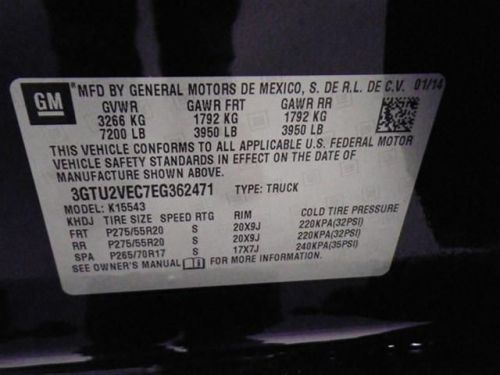 GM
MFD BY GENERAL MOTORS DE MEXICO, S. DE R.L. DE C.V. 01/14
GVWR GAWR FRT GAWR RR
3266 KG 1792 KG 1792 KG
7200 LB 3950 LB 3950 LB
THIS VEHICLE CONFORMS TO ALL APPLICABLE U.S. FEDERAL MOTOR
VEHICLE SAFETY STANDARDS IN EFFECT ON THE DATE OF
MANUFACTURE SHOWN ABOVE.
3GTU2VEC7EG362471 TYPE: TRUCK
MODEL: K15543
KHDJ TIRE SIZE SPEED RTG RIM COLD TIRE PRESSURE
FRT P275/55R20 S 20X9J 220KPA(32PSI)
RR P275/55R20 S 20X9J 220KPA(32PSI)
SPA P265/70R17 S 17X7J 240KPA(35PSI)
SEE OWNER'S MANUAL FOR MORE INFORMATION.